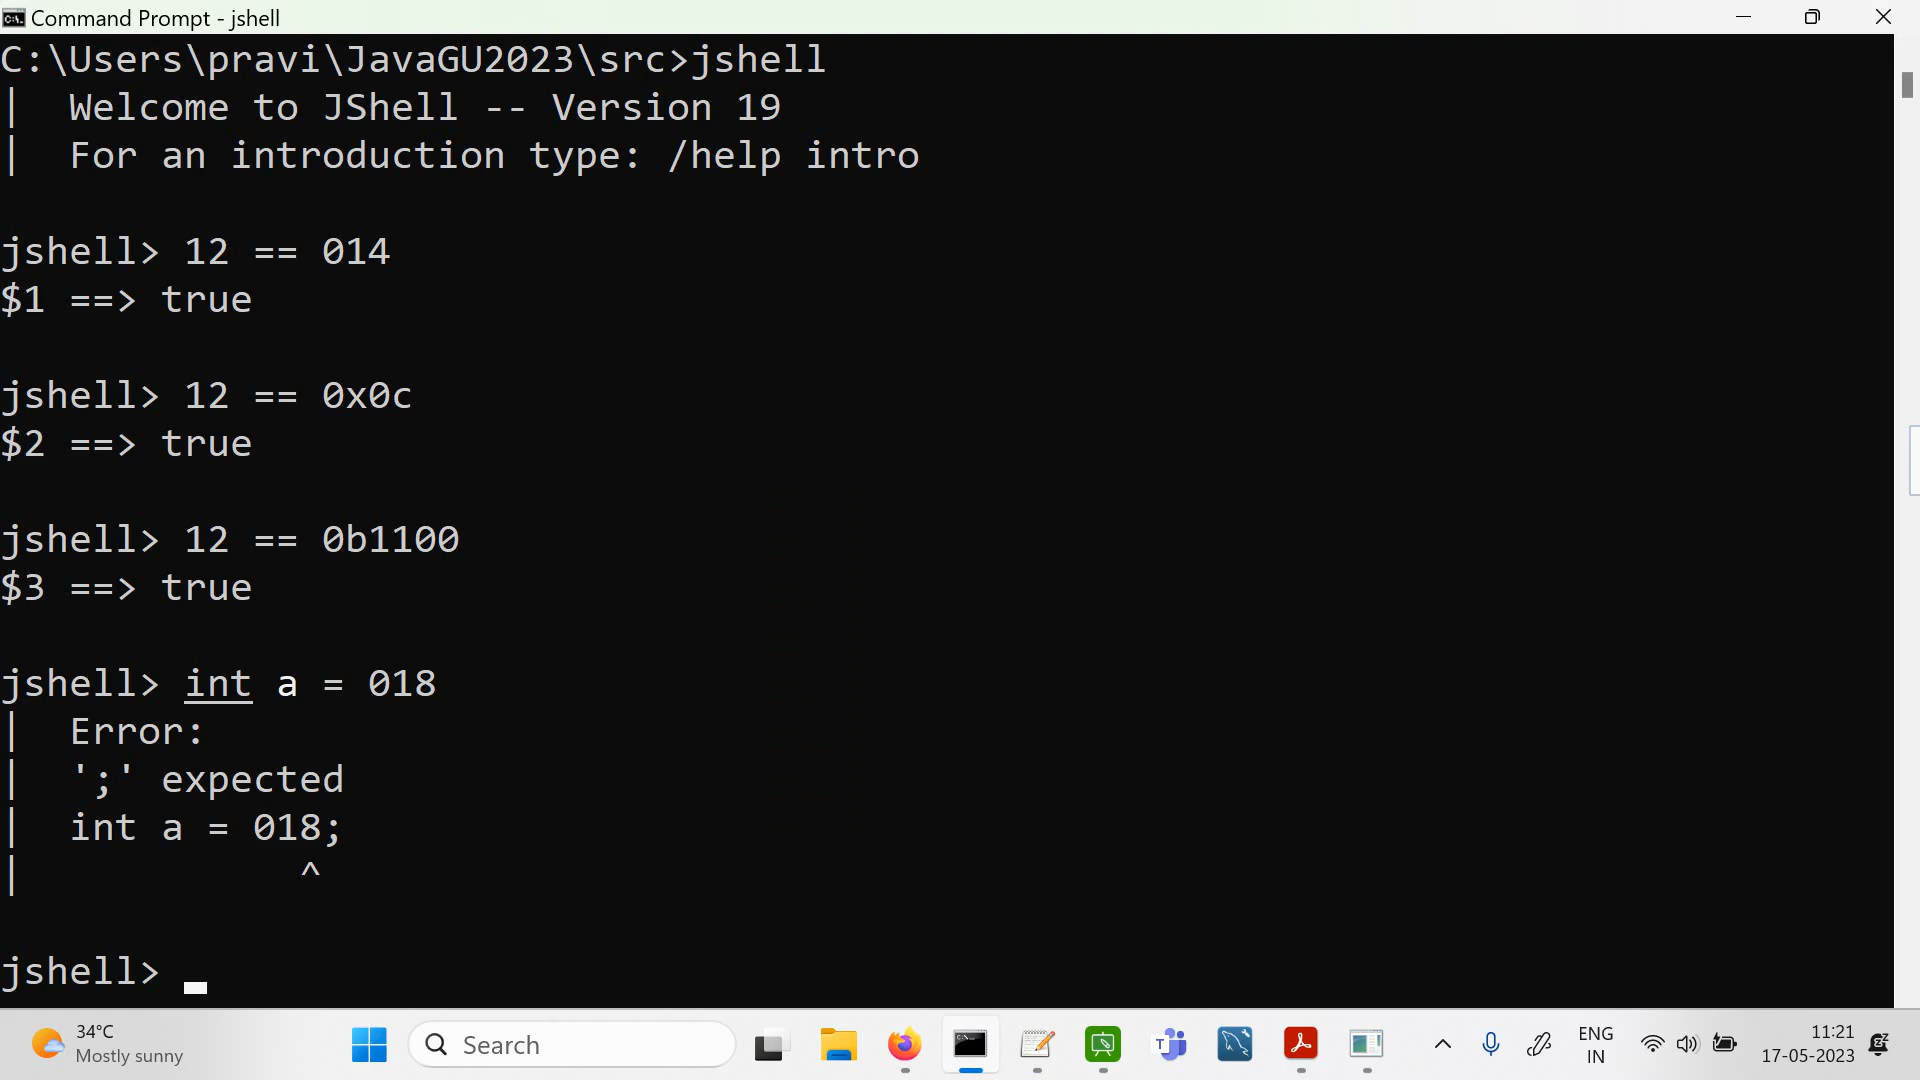 Command Prompt - jshell
C:\Users\pravi\JavaGU2023\src>jshell
|  Welcome to JShell -- Version 19
|  For an introduction type: /help intro
jshell> 12 == 014
$1 ==> true
jshell> 12 == 0x0c
$2 ==> true
jshell> 12 == 0b1100
$3 ==> true
jshell> int a = 018
|  Error:
|  ';' expected
|  int a = 018;
|            ^
jshell>
34°C
Mostly sunny
Search
ENG
IN
11:21
17-05-2023